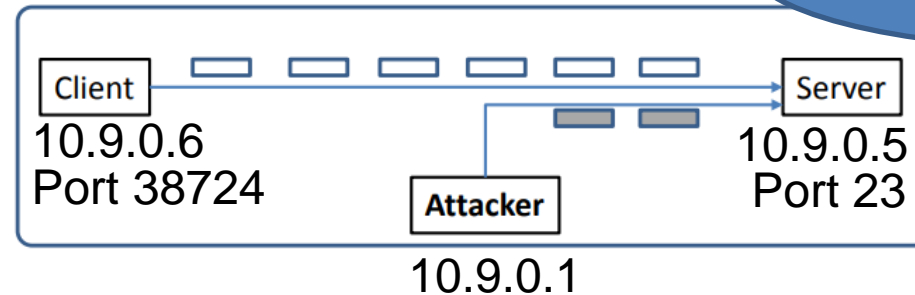 Client
10.9.0.6
Port 38724
Attacker
10.9.0.1
Server
10.9.0.5
Port 23